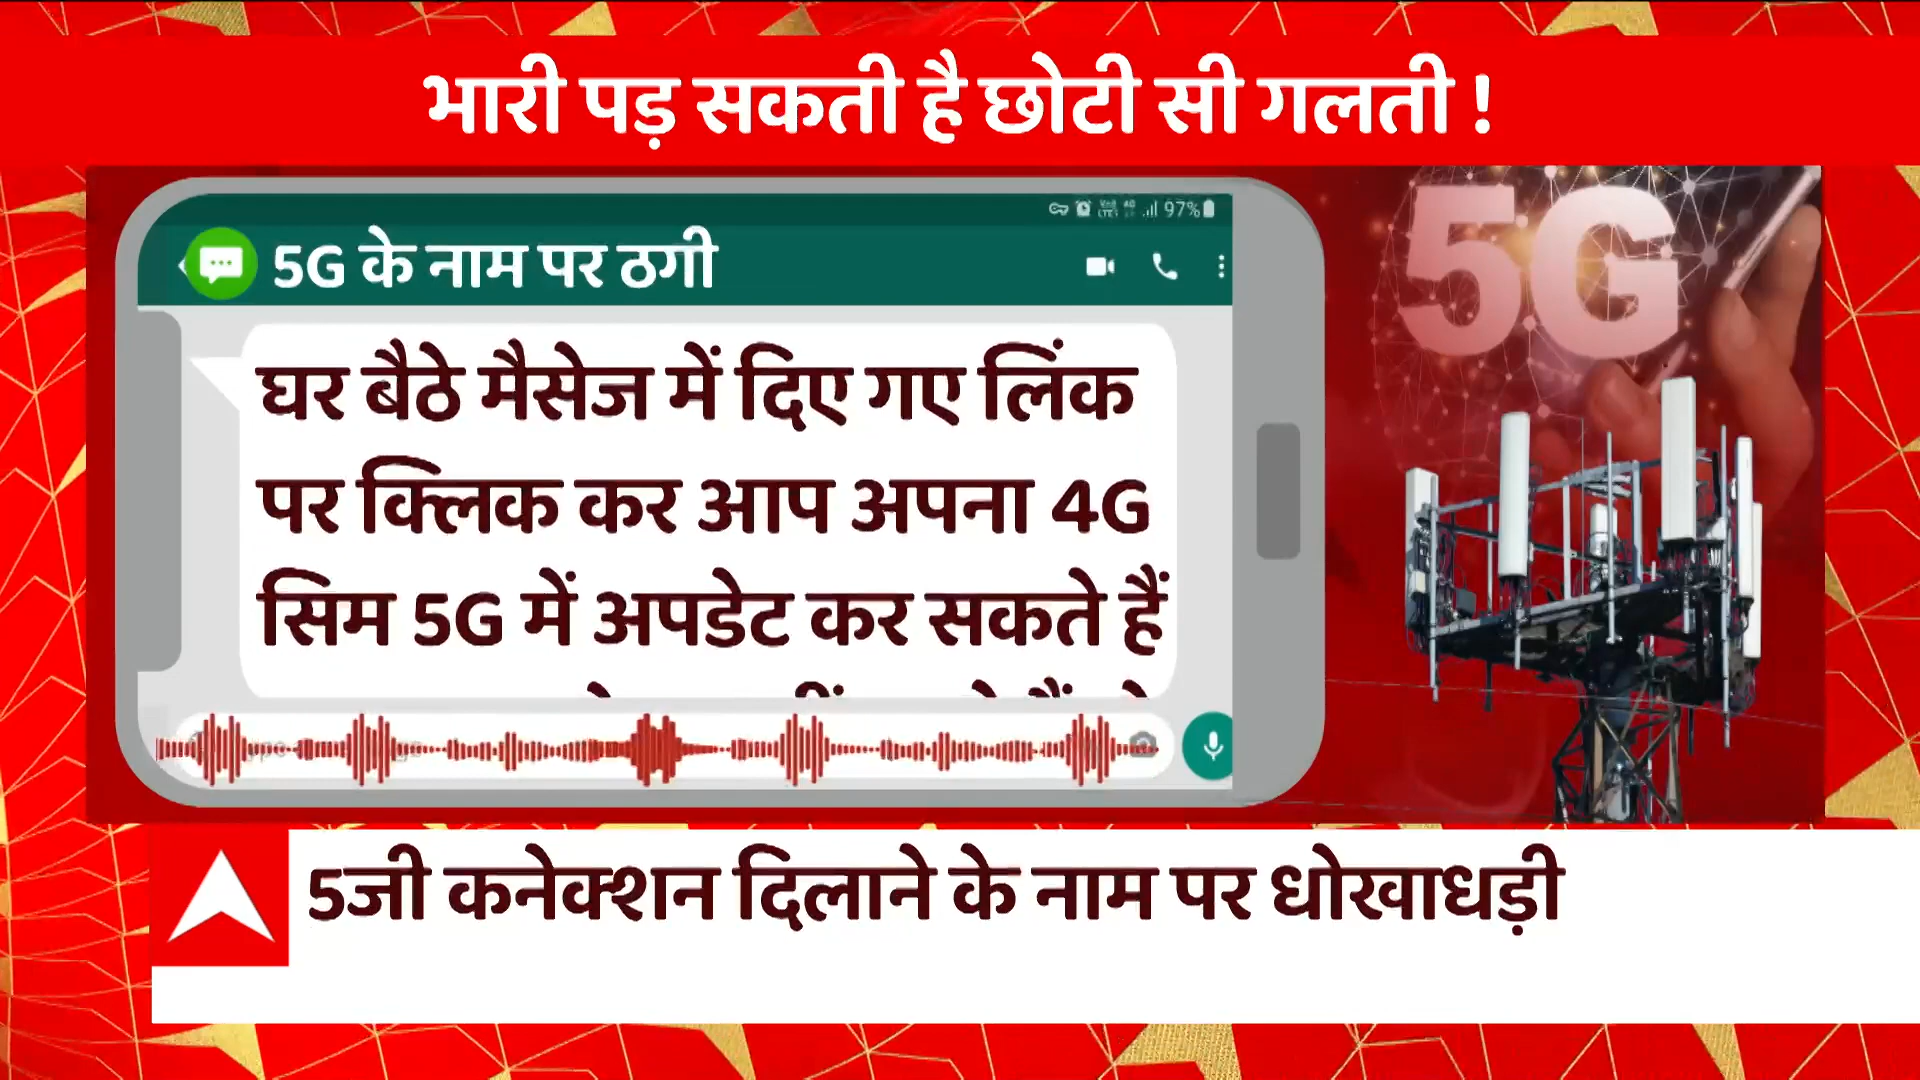 भारी पड़ सकती है छोटी सी गलती !
97%
5G के नाम पर ठगी
5G
घर बैठे मैसेज में दिए गए लिंक
पर क्लिक कर आप अपना 4G
सिम 5G में अपडेट कर सकते हैं
5जी कनेक्शन दिलाने के नाम पर धोखाधड़ी